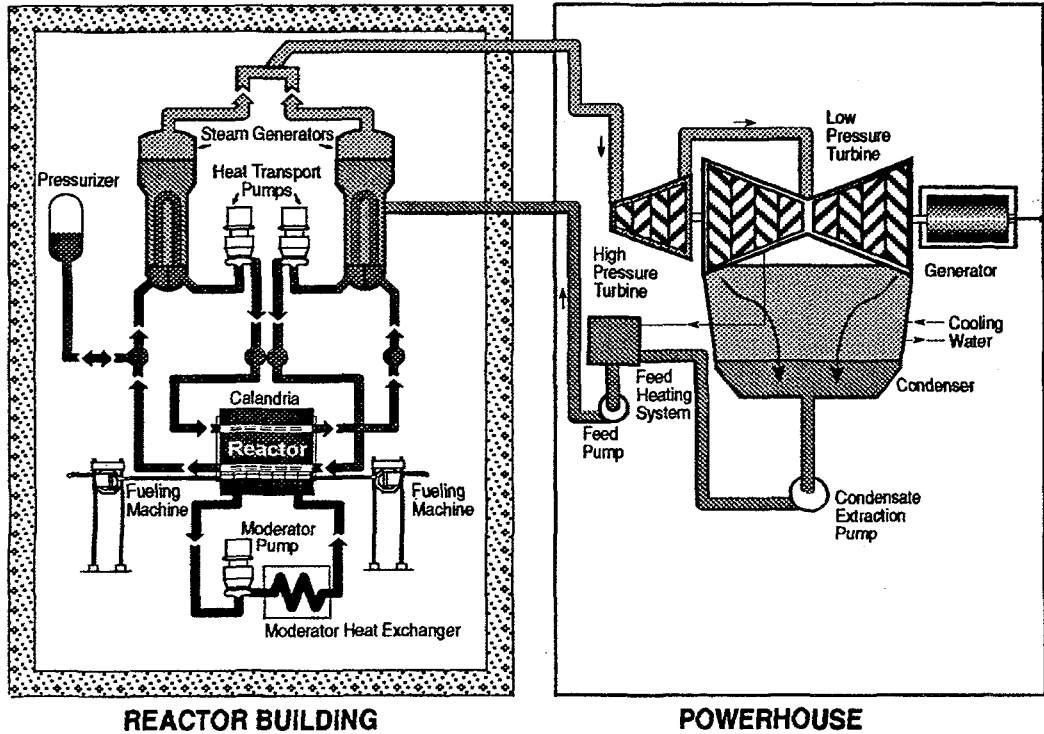 Steam Generators
Heat Transport
Pumps
Pressurizer
Calandria
Reactor
Fueling
Machine
Fueling
Machine
Moderator
Pump
Moderator Heat Exchanger
REACTOR BUILDING
Low
Pressure
Turbine
High
Pressure
Turbine
Generator
Cooling
Water
Condenser
Feed
Heating
System
Feed
Pump
Condensate
Extraction
Pump
POWERHOUSE